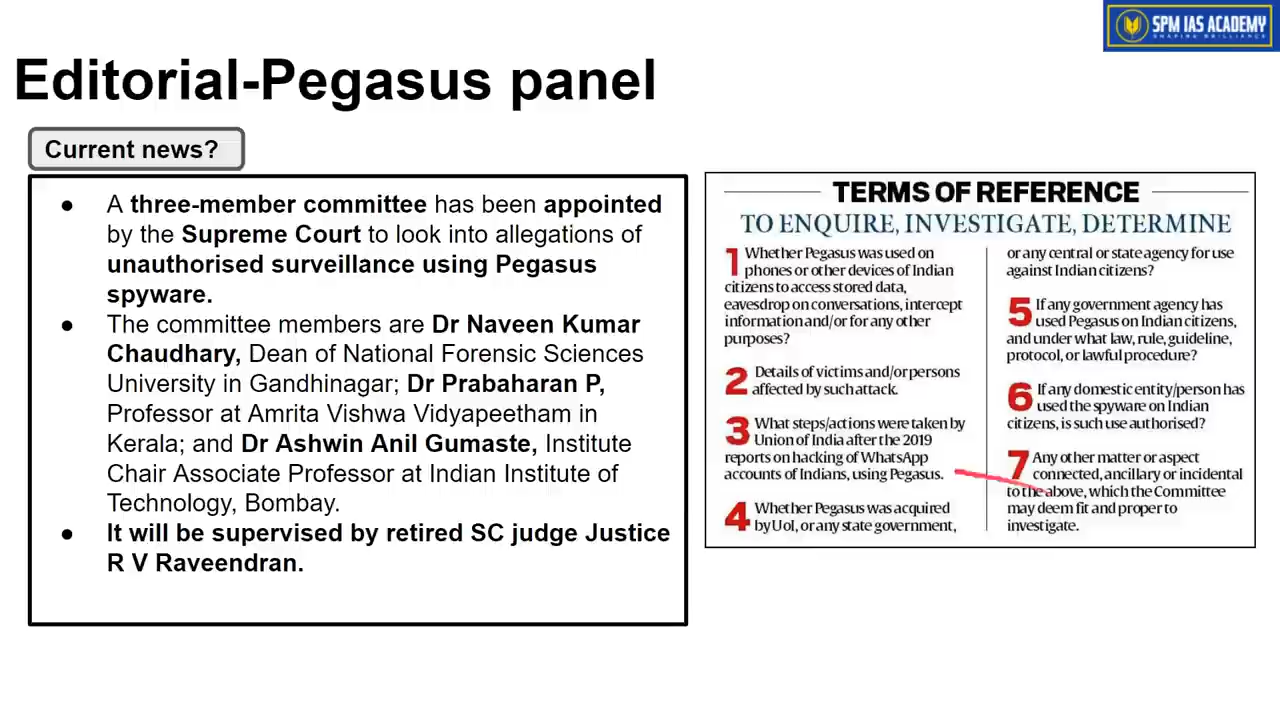 SPM IAS ACADEMY
SHAPING BRILLIANCE
Editorial-Pegasus panel
Current news?
● A three-member committee has been appointed
by the Supreme Court to look into allegations of
unauthorised surveillance using Pegasus
spyware.
● The committee members are Dr Naveen Kumar
Chaudhary, Dean of National Forensic Sciences
University in Gandhinagar; Dr Prabaharan P,
Professor at Amrita Vishwa Vidyapeetham in
Kerala; and Dr Ashwin Anil Gumaste, Institute
Chair Associate Professor at Indian Institute of
Technology, Bombay.
● It will be supervised by retired SC judge Justice
R V Raveendran.
TERMS OF REFERENCE
TO ENQUIRE, INVESTIGATE, DETERMINE
1 Whether Pegasus was used on
phones or other devices of Indian
citizens to access stored data,
eavesdrop on conversations, intercept
information and/or for any other
purposes?
2 Details of victims and/or persons
affected by such attack.
3 What steps/actions were taken by
Union of India after the 2019
reports on hacking of WhatsApp
accounts of Indians, using Pegasus.
4 Whether Pegasus was acquired
by UoI, or any state government,
or any central or state agency for use
against Indian citizens?
5 If any government agency has
used Pegasus on Indian citizens,
and under what law, rule, guideline,
protocol, or lawful procedure?
6 If any domestic entity/person has
used the spyware on Indian
citizens, is such use authorised?
7 Any other matter or aspect
connected, ancillary or incidental
to the above, which the Committee
may deem fit and proper to
investigate.